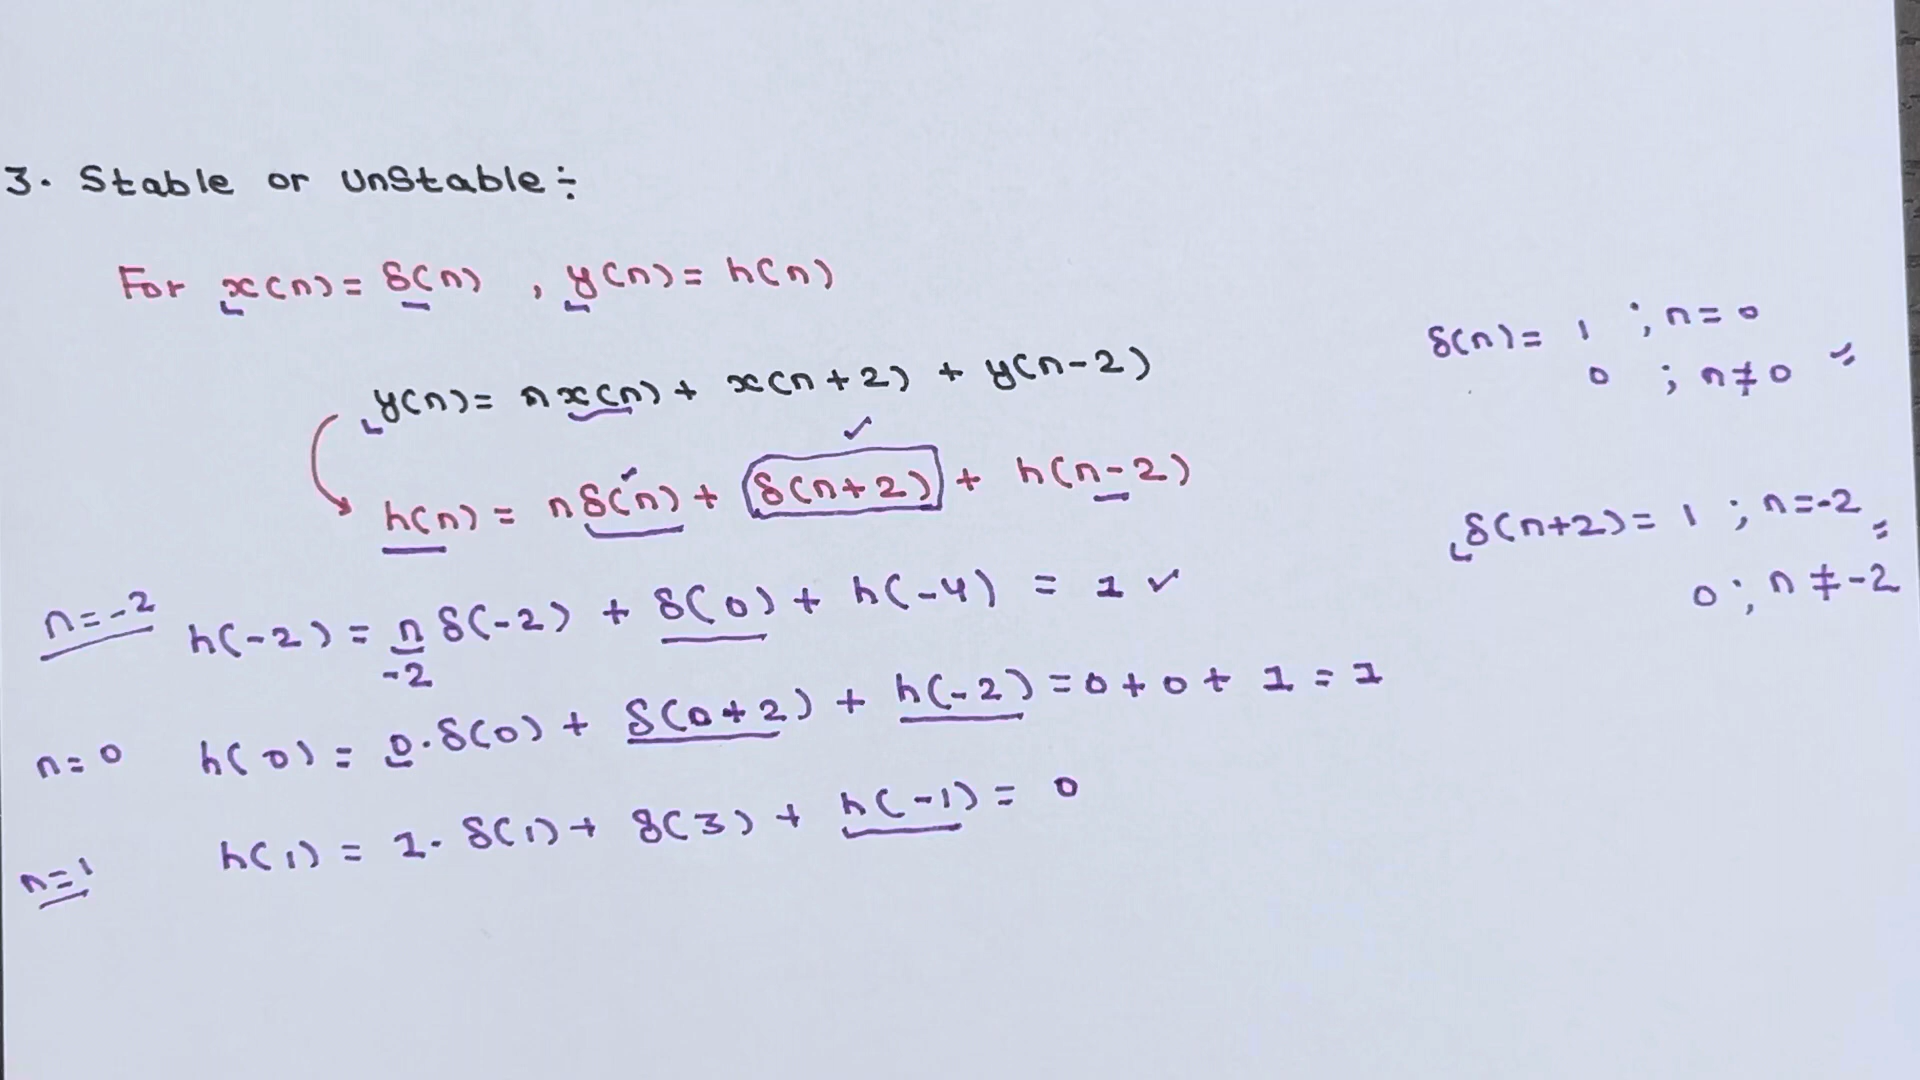 3. Stable or Unstable :
For x(n) = δ(n) , y(n) = h(n)
y(n) = n x(n) + x(n+2) + y(n-2)
h(n) = n δ(n) + δ(n+2) + h(n-2)
n=-2 h(-2) = n δ(-2) + δ(0) + h(-4) = 1 ✓
-2
n=0 h(0) = 0.δ(0) + δ(0+2) + h(-2) = 0+0+1 = 1
n=1 h(1) = 1. δ(1) + δ(3) + h(-1) = 0
δ(n) = 1 ; n=0
0 ; n≠0
δ(n+2) = 1 ; n=-2
0 ; n≠-2